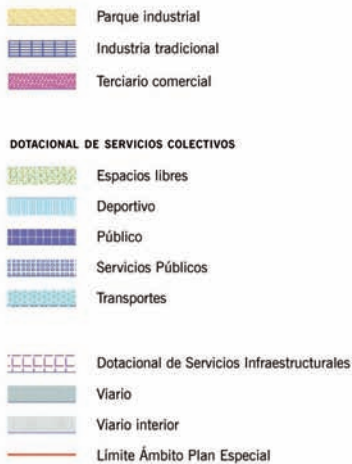 Parque industrial
Industria tradicional
Terciario comercial
DOTACIONAL DE SERVICIOS COLECTIVOS
Espacios libres
Deportivo
Público
Servicios Públicos
Transportes
Dotacional de Servicios Infraestructurales
Viario
Viario interior
Límite Ámbito Plan Especial